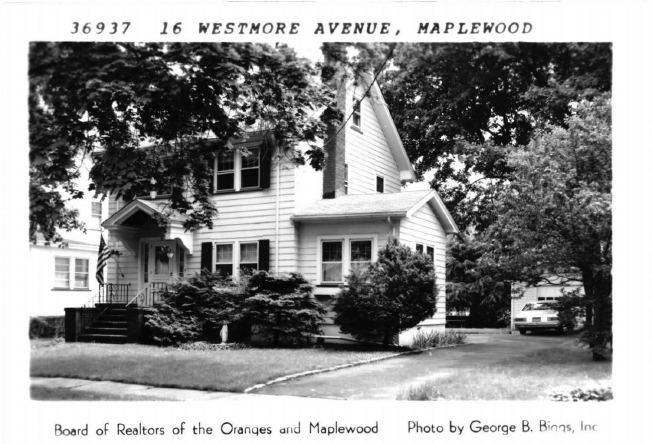 36937 16 WESTMORE AVENUE, MAPLEWOOD
Board of Realtors of the Oranges and Maplewood Photo by George B. Biggs, Inc